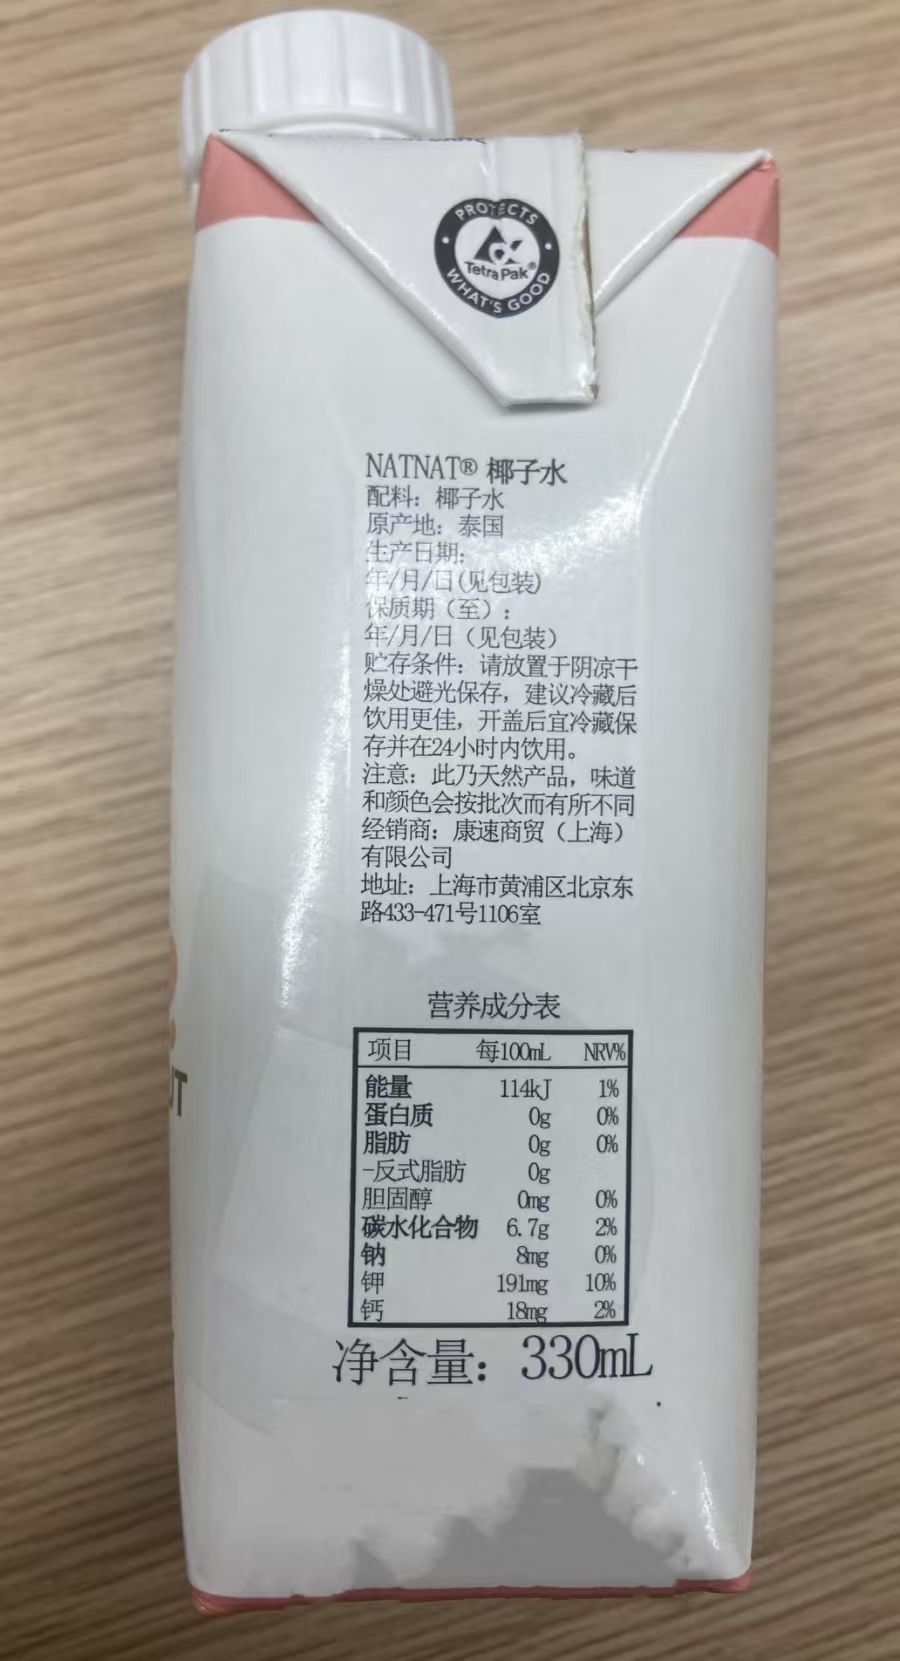 PROTECTS
Tetra Pak®
WHAT'S GOOD
NATNAT® 椰子水
配料：椰子水
原产地：泰国
生产日期：
年/月/日(见包装)
保质期（至）：
年/月/日（见包装）
贮存条件：请放置于阴凉干
燥处避光保存，建议冷藏后
饮用更佳，开盖后宜冷藏保
存并在24小时内饮用。
注意：此乃天然产品，味道
和颜色会按批次而有所不同
经销商：康速商贸（上海）
有限公司
地址：上海市黄浦区北京东
路433-471号1106室
营养成分表
项目 每100mL NRV%
能量 114kJ 1%
蛋白质 0g 0%
脂肪 0g 0%
-反式脂肪 0g
胆固醇 0mg 0%
碳水化合物 6.7g 2%
钠 8mg 0%
钾 191mg 10%
钙 18mg 2%
净含量：330mL